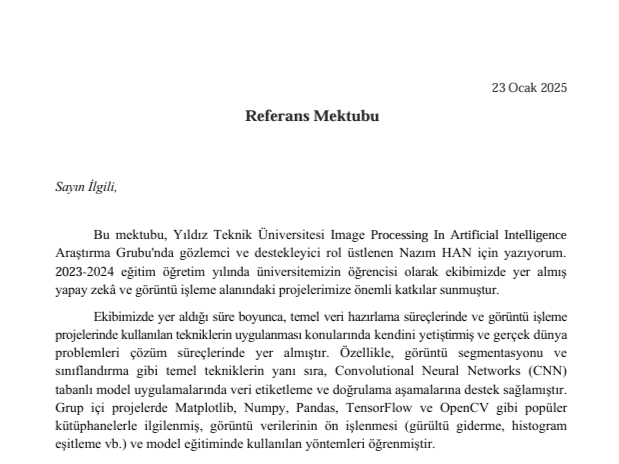 23 Ocak 2025
Referans Mektubu
Sayın İlgili,
Bu mektubu, Yıldız Teknik Üniversitesi Image Processing In Artificial Intelligence
Araştırma Grubu'nda gözlemci ve destekleyici rol üstlenen Nazım HAN için yazıyorum.
2023-2024 eğitim öğretim yılında üniversitemizin öğrencisi olarak ekibimizde yer almış
yapay zekâ ve görüntü işleme alanındaki projelerimize önemli katkılar sunmuştur.
Ekibimizde yer aldığı süre boyunca, temel veri hazırlama süreçlerinde ve görüntü işleme
projelerinde kullanılan tekniklerin uygulanması konularında kendini yetiştirmiş ve gerçek dünya
problemleri çözüm süreçlerinde yer almıştır. Özellikle, görüntü segmentasyonu ve
sınıflandırma gibi temel tekniklerin yanı sıra, Convolutional Neural Networks (CNN)
tabanlı model uygulamalarında veri etiketleme ve doğrulama aşamalarına destek sağlamıştır.
Grup içi projelerde Matplotlib, Numpy, Pandas, TensorFlow ve OpenCV gibi popüler
kütüphanelerle ilgilenmiş, görüntü verilerinin ön işlenmesi (gürültü giderme, histogram
eşitleme vb.) ve model eğitiminde kullanılan yöntemleri öğrenmiştir.